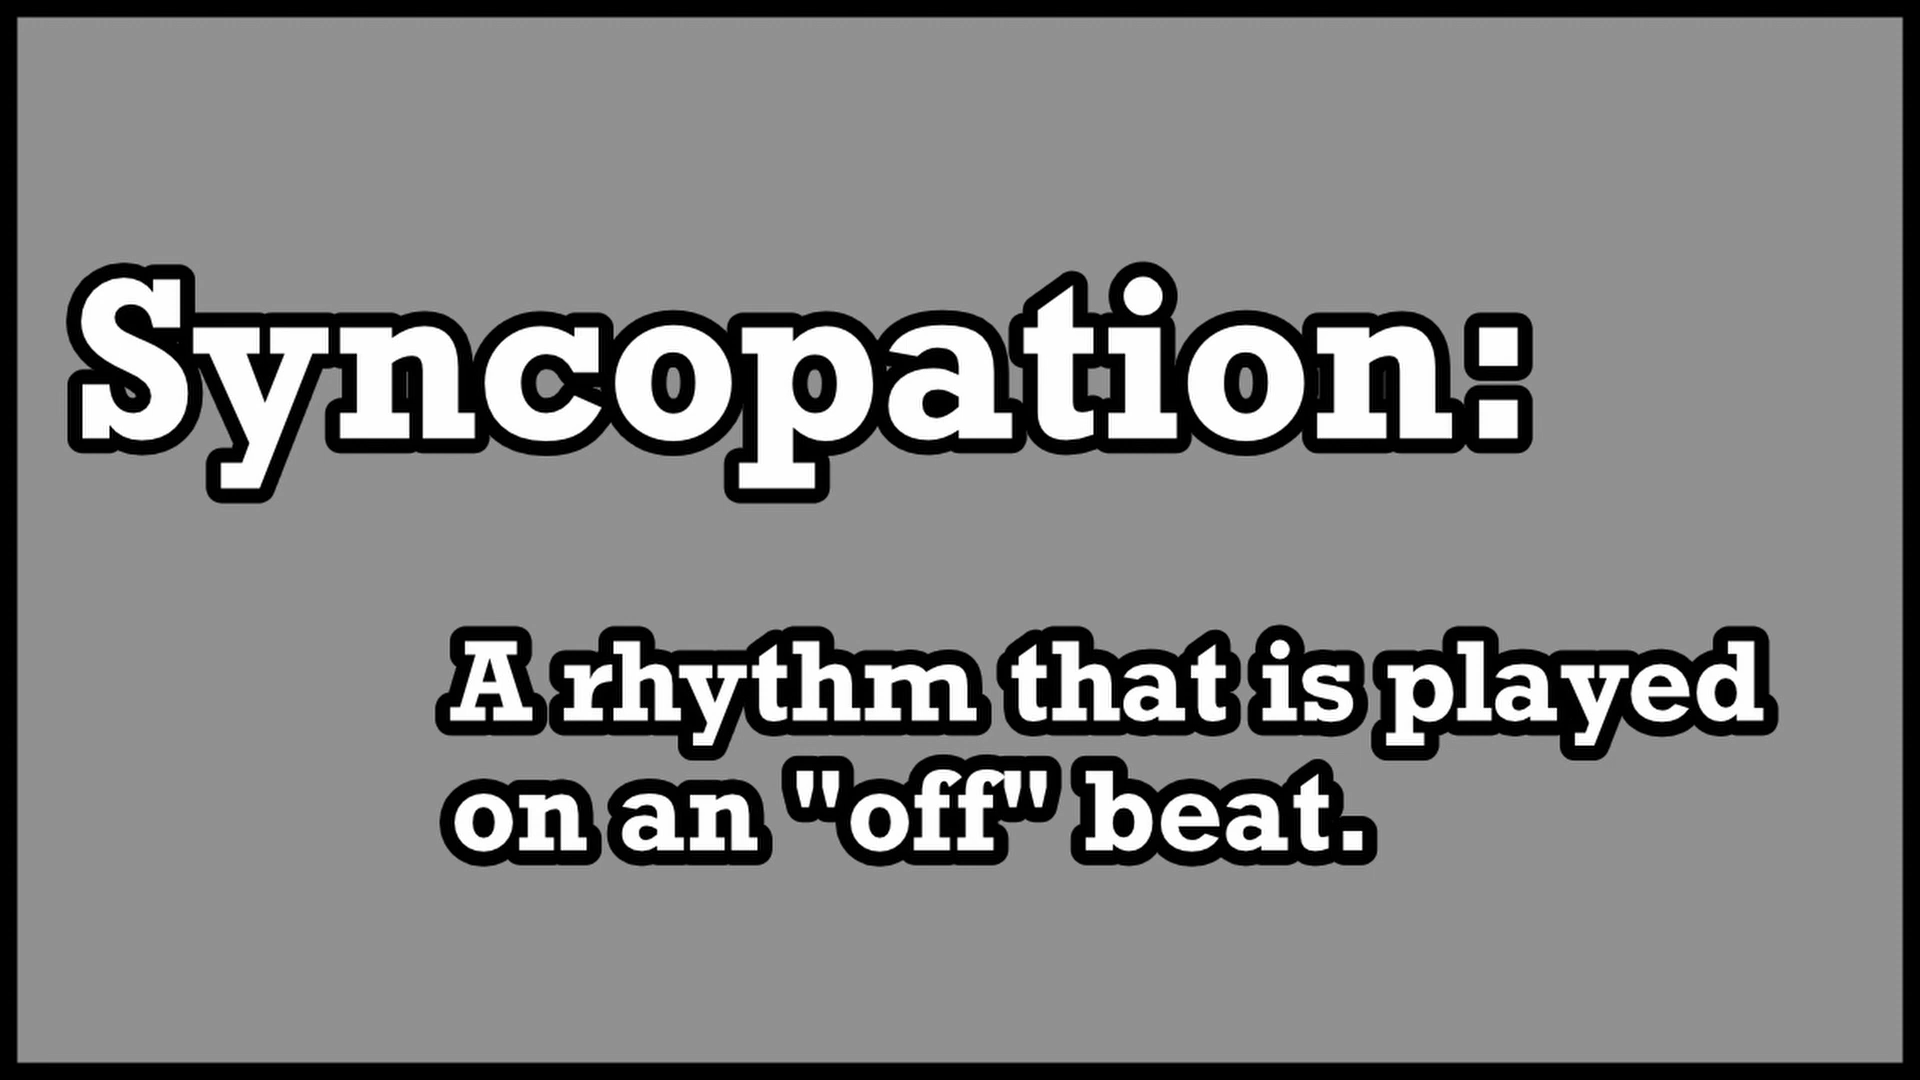 Syncopation:
A rhythm that is played
on an "off" beat.